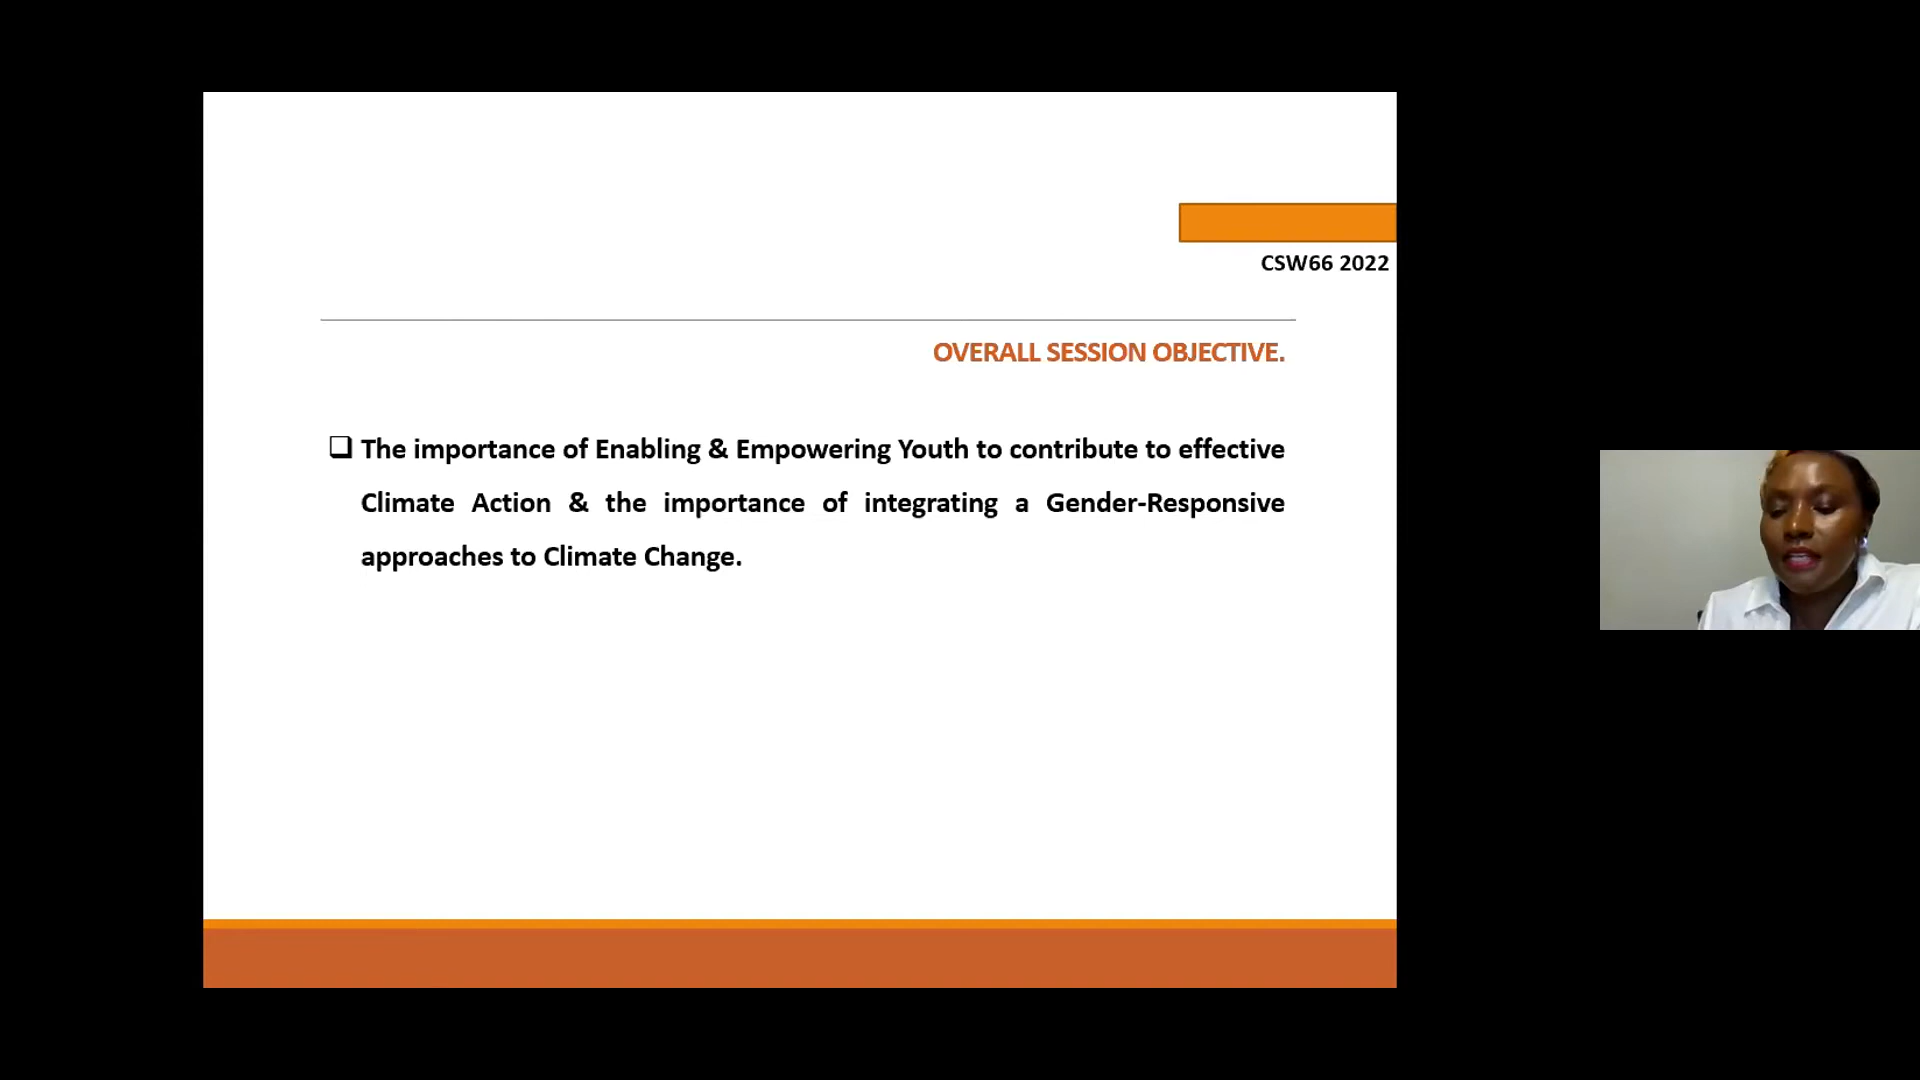 CSW66 2022
OVERALL SESSION OBJECTIVE.
❑ The importance of Enabling & Empowering Youth to contribute to effective
Climate Action & the importance of integrating a Gender-Responsive
approaches to Climate Change.